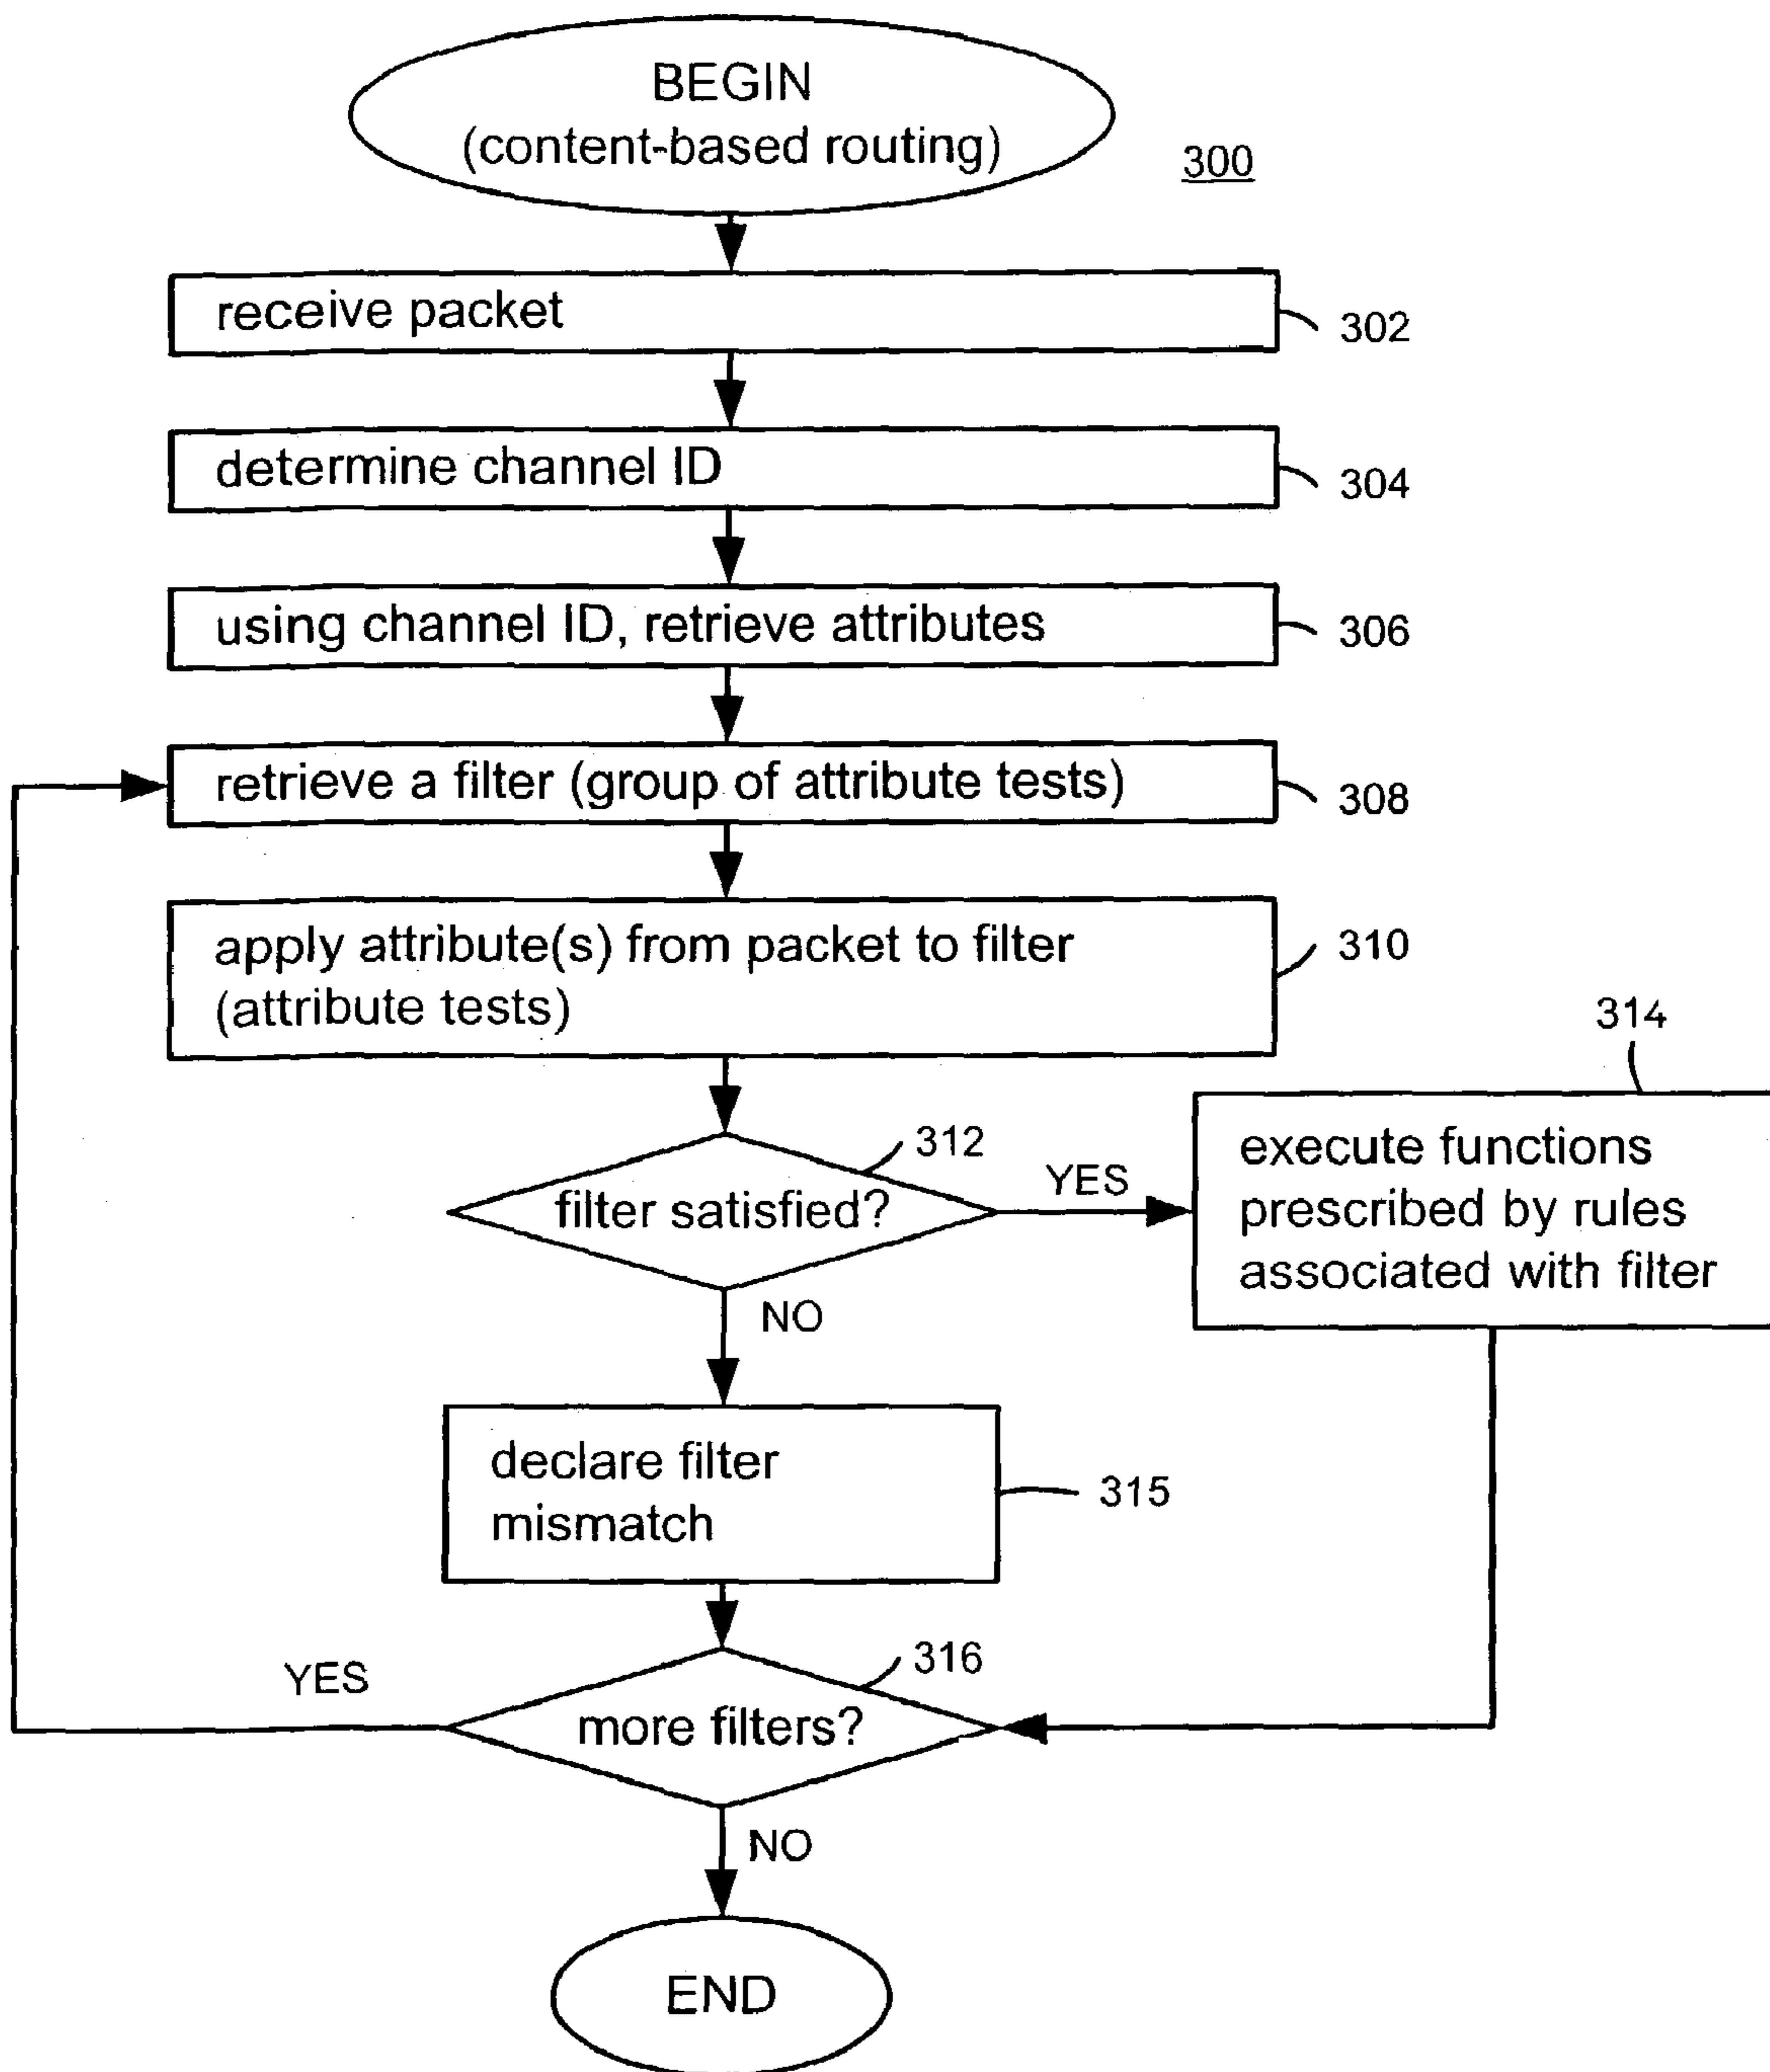 BEGIN
(content-based routing)
300
receive packet
302
determine channel ID
304
using channel ID, retrieve attributes
306
retrieve a filter (group of attribute tests)
308
apply attribute(s) from packet to filter
(attribute tests)
310
314
312
filter satisfied?
YES
execute functions
prescribed by rules
associated with filter
NO
declare filter
mismatch
315
316
YES
more filters?
NO
END